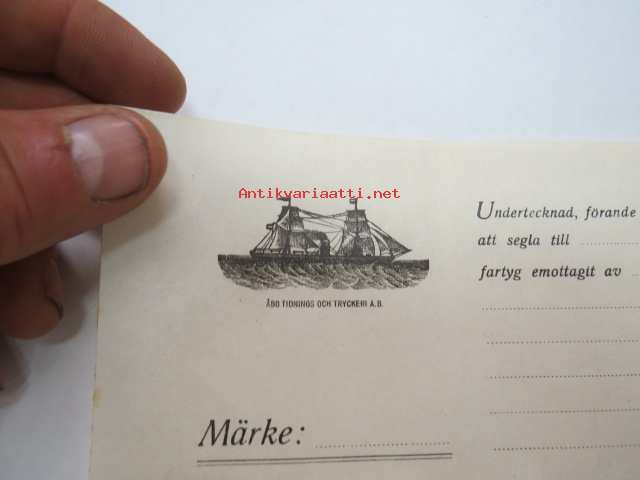 Antikvariaatti.net
ÅBO TIDNINGS OCH TRYCKERI A.B.
Undertecknad, förande
att segla till
fartyg emottagit av
Märke: